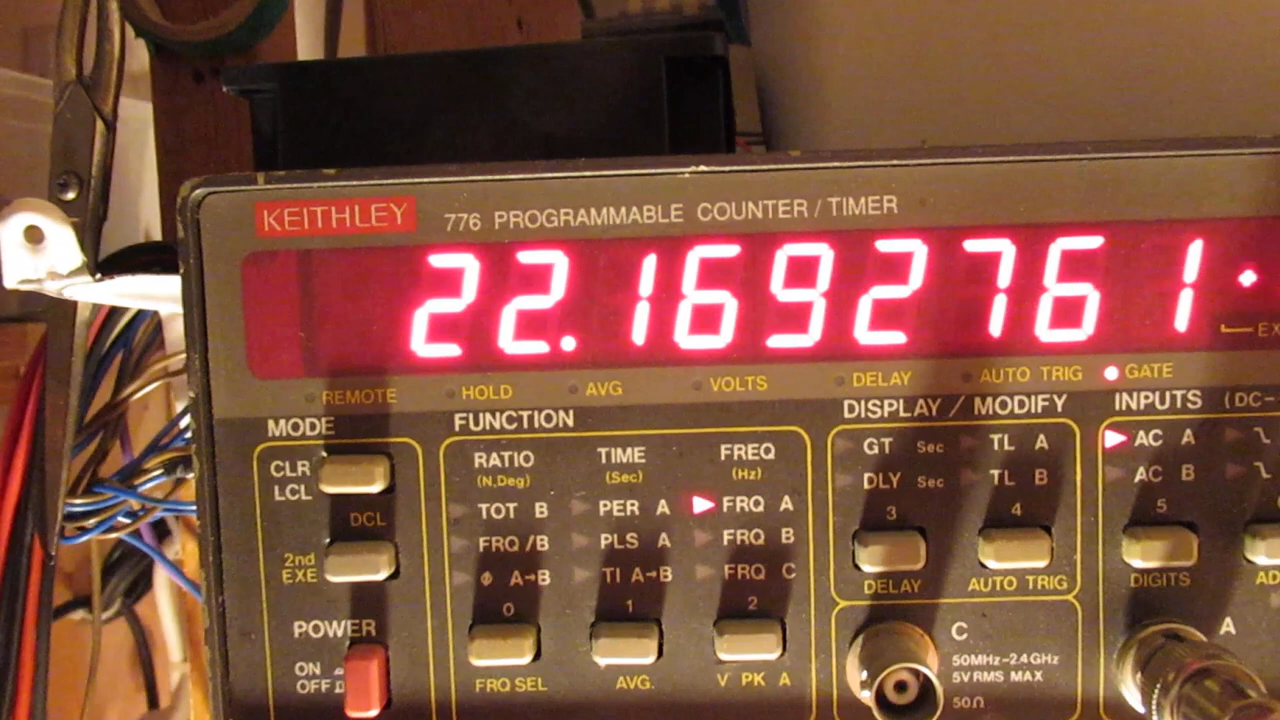 KEITHLEY 776 PROGRAMMABLE COUNTER / TIMER
22.1692761
REMOTE HOLD AVG VOLTS DELAY AUTO TRIG GATE
MODE FUNCTION DISPLAY / MODIFY INPUTS (DC-
CLR
LCL
DCL
2nd
EXE
POWER
ON
OFF
RATIO TIME FREQ
(N,Deg) (Sec) (Hz)
TOT B PER A FRQ A
FRQ/B PLS A FRQ B
φ A→B TI A→B FRQ C
0 1 2
FRQ SEL AVG. V PK A
GT Sec TL A
DLY Sec TL B
3 4
DELAY AUTO TRIG
AC A
AC B
5
DIGITS
C
50MHz-2.4GHz
5V RMS MAX
50Ω
A